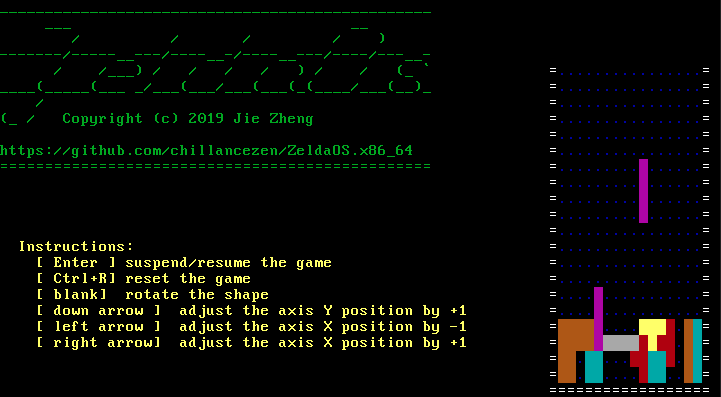 Copyright (c) 2019 Jie Zheng
https://github.com/chillancezen/ZeldaOS.x86_64
Instructions:
[ Enter ] suspend/resume the game
[ Ctrl+R] reset the game
[ blank]  rotate the shape
[ down arrow ]  adjust the axis Y position by +1
[ left arrow ]  adjust the axis X position by -1
[ right arrow]  adjust the axis X position by +1